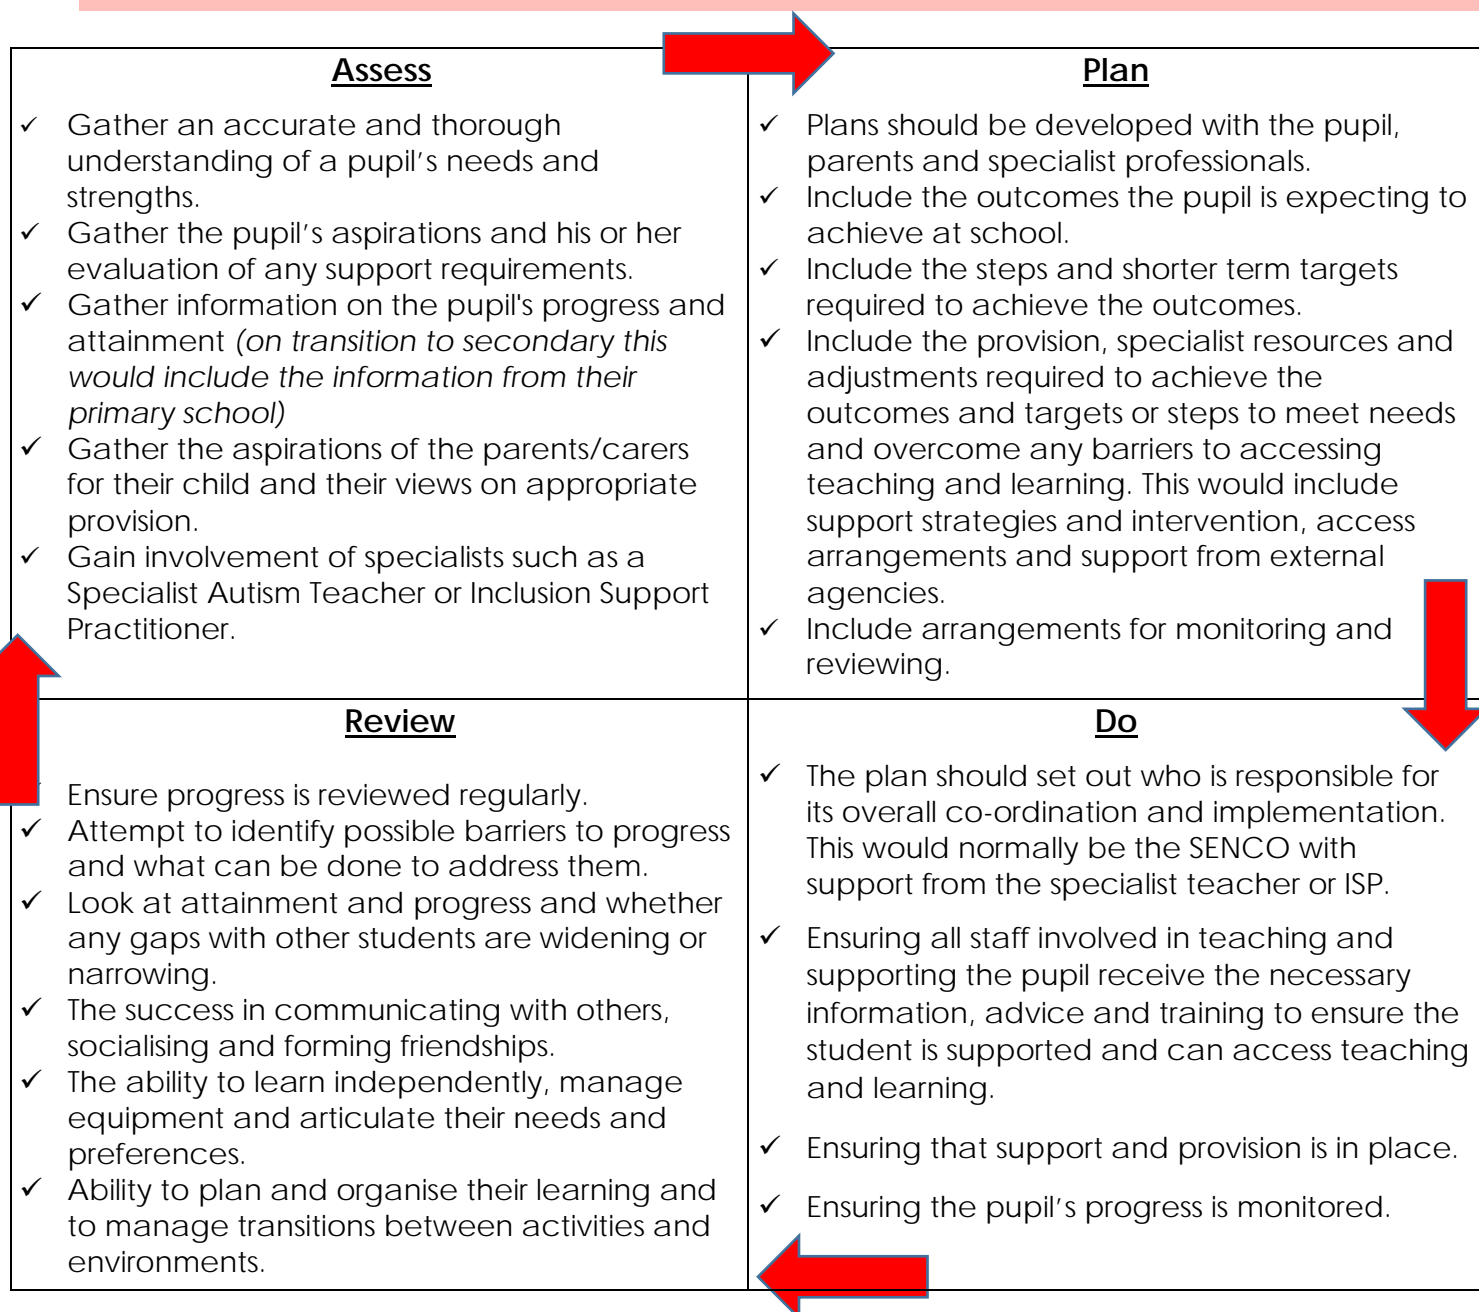 Assess
✓ Gather an accurate and thorough
understanding of a pupil's needs and
strengths.
✓ Gather the pupil's aspirations and his or her
evaluation of any support requirements.
✓ Gather information on the pupil's progress and
attainment (on transition to secondary this
would include the information from their
primary school)
✓ Gather the aspirations of the parents/carers
for their child and their views on appropriate
provision.
✓ Gain involvement of specialists such as a
Specialist Autism Teacher or Inclusion Support
Practitioner.
Plan
✓ Plans should be developed with the pupil,
parents and specialist professionals.
✓ Include the outcomes the pupil is expecting to
achieve at school.
✓ Include the steps and shorter term targets
required to achieve the outcomes.
✓ Include the provision, specialist resources and
adjustments required to achieve the
outcomes and targets or steps to meet needs
and overcome any barriers to accessing
teaching and learning. This would include
support strategies and intervention, access
arrangements and support from external
agencies.
✓ Include arrangements for monitoring and
reviewing.
Review
Ensure progress is reviewed regularly.
✓ Attempt to identify possible barriers to progress
and what can be done to address them.
✓ Look at attainment and progress and whether
any gaps with other students are widening or
narrowing.
✓ The success in communicating with others,
socialising and forming friendships.
✓ The ability to learn independently, manage
equipment and articulate their needs and
preferences.
✓ Ability to plan and organise their learning and
to manage transitions between activities and
environments.
Do
✓ The plan should set out who is responsible for
its overall co-ordination and implementation.
This would normally be the SENCO with
support from the specialist teacher or ISP.
✓ Ensuring all staff involved in teaching and
supporting the pupil receive the necessary
information, advice and training to ensure the
student is supported and can access teaching
and learning.
✓ Ensuring that support and provision is in place.
✓ Ensuring the pupil's progress is monitored.